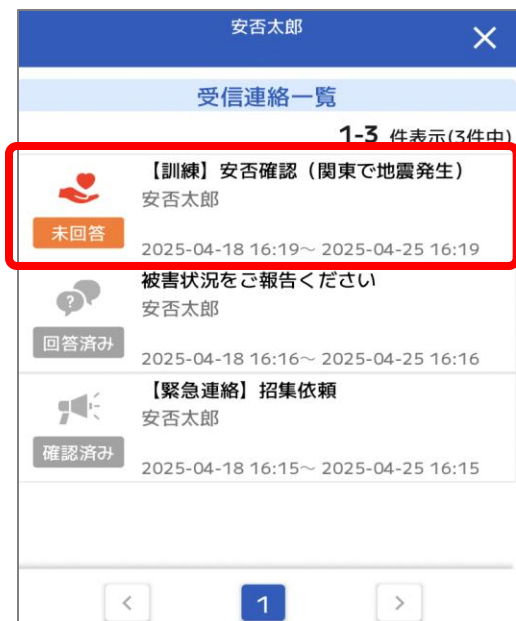 安否太郎
受信連絡一覧
1-3 件表示(3件中)
【訓練】安否確認（関東で地震発生）
安否太郎
未回答
2025-04-18 16:19～ 2025-04-25 16:19
被害状況をご報告ください
安否太郎
回答済み
2025-04-18 16:16～ 2025-04-25 16:16
【緊急連絡】招集依頼
安否太郎
確認済み
2025-04-18 16:15～ 2025-04-25 16:15
1